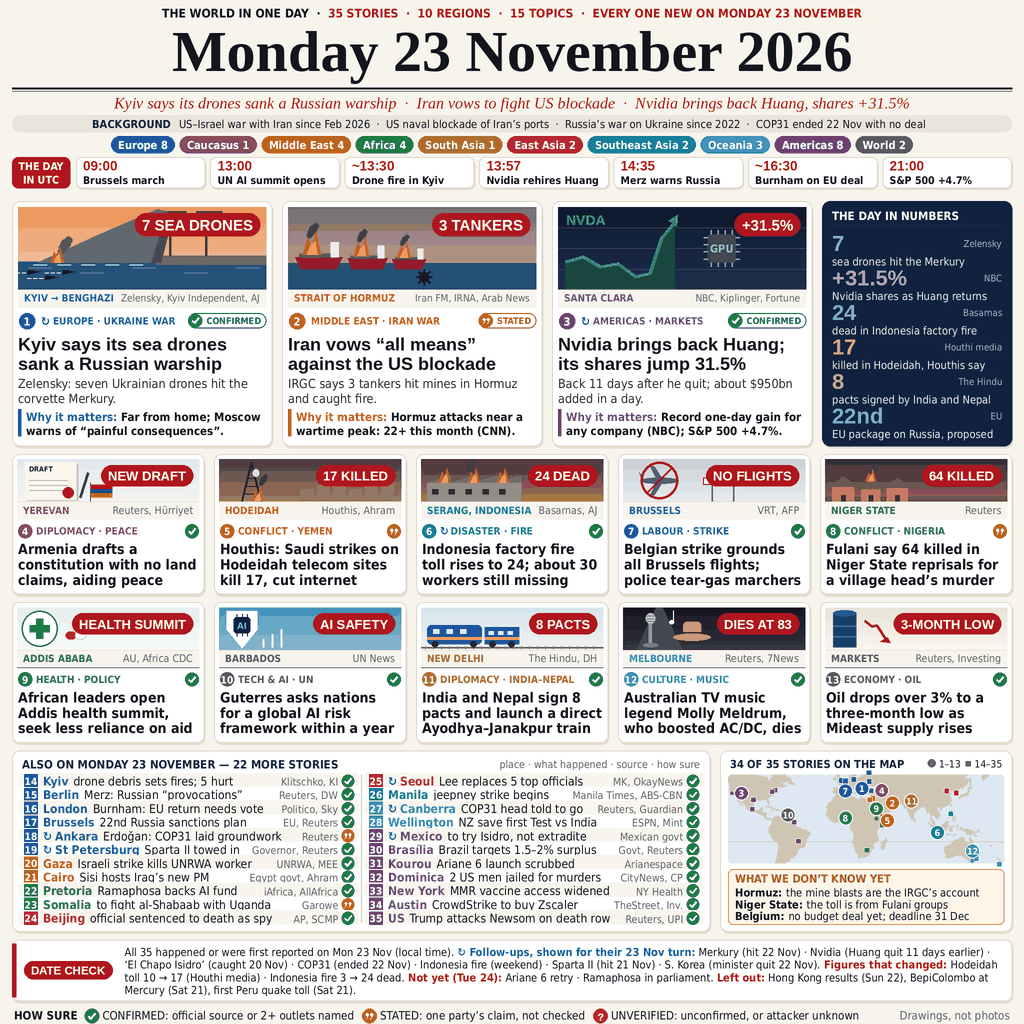 THE WORLD IN ONE DAY · 35 STORIES · 10 REGIONS · 15 TOPICS · EVERY ONE NEW ON MONDAY 23 NOVEMBER
Monday 23 November 2026
Kyiv says its drones sank a Russian warship · Iran vows to fight US blockade · Nvidia brings back Huang, shares +31.5%
BACKGROUND US–Israel war with Iran since Feb 2026 · US naval blockade of Iran's ports · Russia's war on Ukraine since 2022 · COP31 ended 22 Nov with no deal
Europe 8 Caucasus 1 Middle East 4 Africa 4 South Asia 1 East Asia 2 Southeast Asia 2 Oceania 3 Americas 8 World 2
THE DAY IN UTC
09:00 Brussels march
13:00 UN AI summit opens
~13:30 Drone fire in Kyiv
13:57 Nvidia rehires Huang
14:35 Merz warns Russia
~16:30 Burnham on EU deal
21:00 S&P 500 +4.7%
7 SEA DRONES
KYIV → BENGHAZI Zelensky, Kyiv Independent, AJ
1 ↻ EUROPE · UKRAINE WAR CONFIRMED
Kyiv says its sea drones
sank a Russian warship
Zelensky: seven Ukrainian drones hit the
corvette Merkury.
Why it matters: Far from home; Moscow
warns of "painful consequences".
3 TANKERS
STRAIT OF HORMUZ Iran FM, IRNA, Arab News
2 MIDDLE EAST · IRAN WAR STATED
Iran vows "all means"
against the US blockade
IRGC says 3 tankers hit mines in Hormuz
and caught fire.
Why it matters: Hormuz attacks near a
wartime peak: 22+ this month (CNN).
NVDA GPU +31.5%
SANTA CLARA NBC, Kiplinger, Fortune
3 ↻ AMERICAS · MARKETS CONFIRMED
Nvidia brings back Huang;
its shares jump 31.5%
Back 11 days after he quit; about $950bn
added in a day.
Why it matters: Record one-day gain for
any company (NBC); S&P 500 +4.7%.
THE DAY IN NUMBERS
7 Zelensky
sea drones hit the Merkury
+31.5% NBC
Nvidia shares as Huang returns
24 Basamas
dead in Indonesia factory fire
17 Houthi media
killed in Hodeidah, Houthis say
8 The Hindu
pacts signed by India and Nepal
22nd EU
EU package on Russia, proposed
DRAFT NEW DRAFT
YEREVAN Reuters, Hürriyet
4 DIPLOMACY · PEACE
Armenia drafts a
constitution with no land
claims, aiding peace
17 KILLED
HODEIDAH Houthis, Ahram
5 CONFLICT · YEMEN
Houthis: Saudi strikes on
Hodeidah telecom sites
kill 17, cut internet
24 DEAD
SERANG, INDONESIA Basamas, AJ
6 ↻ DISASTER · FIRE
Indonesia factory fire
toll rises to 24; about 30
workers still missing
NO FLIGHTS
BRUSSELS VRT, AFP
7 LABOUR · STRIKE
Belgian strike grounds
all Brussels flights;
police tear-gas marchers
64 KILLED
NIGER STATE Reuters
8 CONFLICT · NIGERIA
Fulani say 64 killed in
Niger State reprisals for
a village head's murder
HEALTH SUMMIT
ADDIS ABABA AU, Africa CDC
9 HEALTH · POLICY
African leaders open
Addis health summit,
seek less reliance on aid
AI AI SAFETY
BARBADOS UN News
10 TECH & AI · UN
Guterres asks nations
for a global AI risk
framework within a year
8 PACTS
NEW DELHI The Hindu, DH
11 DIPLOMACY · INDIA–NEPAL
India and Nepal sign 8
pacts and launch a direct
Ayodhya–Janakpur train
DIES AT 83
MELBOURNE Reuters, 7News
12 CULTURE · MUSIC
Australian TV music
legend Molly Meldrum,
who boosted AC/DC, dies
3-MONTH LOW
MARKETS Reuters, Investing
13 ECONOMY · OIL
Oil drops over 3% to a
three-month low as
Mideast supply rises
ALSO ON MONDAY 23 NOVEMBER — 22 MORE STORIES place · what happened · source · how sure
14 Kyiv drone debris sets fires; 5 hurt Klitschko, KI
15 Berlin Merz: Russian "provocations" Reuters, DW
16 London Burnham: EU return needs vote Politico, Sky
17 Brussels 22nd Russia sanctions plan EU, Reuters
18 ↻ Ankara Erdoğan: COP31 laid groundwork Reuters
19 ↻ St Petersburg Sparta II towed in Governor, Reuters
20 Gaza Israeli strike kills UNRWA worker UNRWA, MEE
21 Cairo Sisi hosts Iraq's new PM Egypt govt, Ahram
22 Pretoria Ramaphosa backs AI fund iAfrica, AllAfrica
23 Somalia to fight al-Shabaab with Uganda Garowe
24 Beijing official sentenced to death as spy AP, SCMP
25 ↻ Seoul Lee replaces 5 top officials MK, OkayNews
26 Manila jeepney strike begins Manila Times, ABS-CBN
27 ↻ Canberra COP31 head told to go Reuters, Guardian
28 Wellington NZ save first Test vs India ESPN, Mint
29 ↻ Mexico to try Isidro, not extradite Mexican govt
30 Brasília Brazil targets 1.5–2% surplus Govt, Reuters
31 Kourou Ariane 6 launch scrubbed Arianespace
32 Dominica 2 US men jailed for murders CityNews, CP
33 New York MMR vaccine access widened NY Health
34 Austin CrowdStrike to buy Zscaler TheStreet, Inv.
35 US Trump attacks Newsom on death row Reuters, UPI
34 OF 35 STORIES ON THE MAP 1–13 14–35
3 10 7 1 4 2 11 9 8 5 6 12
WHAT WE DON'T KNOW YET
Hormuz: the mine blasts are the IRGC's account
Niger State: the toll is from Fulani groups
Belgium: no budget deal yet; deadline 31 Dec
DATE CHECK
All 35 happened or were first reported on Mon 23 Nov (local time). ↻ Follow-ups, shown for their 23 Nov turn: Merkury (hit 22 Nov) · Nvidia (Huang quit 11 days earlier) ·
'El Chapo Isidro' (caught 20 Nov) · COP31 (ended 22 Nov) · Indonesia fire (weekend) · Sparta II (hit 21 Nov) · S. Korea (minister quit 22 Nov). Figures that changed: Hodeidah
toll 10 → 17 (Houthi media) · Indonesia fire 3 → 24 dead. Not yet (Tue 24): Ariane 6 retry · Ramaphosa in parliament. Left out: Hong Kong results (Sun 22), BepiColombo at
Mercury (Sat 21), first Peru quake toll (Sat 21).
HOW SURE CONFIRMED: official source or 2+ outlets named STATED: one party's claim, not checked ? UNVERIFIED: unconfirmed, or attacker unknown Drawings, not photos